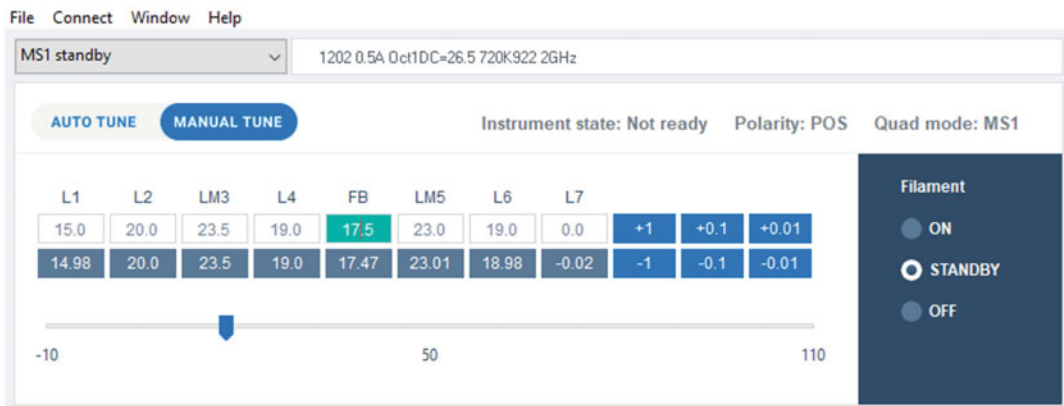 File Connect Window Help
MS1 standby 1202 0.5A Oct1DC=26.5 720K922 2GHz
AUTO TUNE MANUAL TUNE Instrument state: Not ready Polarity: POS Quad mode: MS1
Filament
L1 L2 LM3 L4 FB LM5 L6 L7
15.0 20.0 23.5 19.0 17.5 23.0 19.0 0.0 +1 +0.1 +0.01 ON
14.98 20.0 23.5 19.0 17.47 23.01 18.98 -0.02 -1 -0.1 -0.01 STANDBY
OFF
-10 50 110